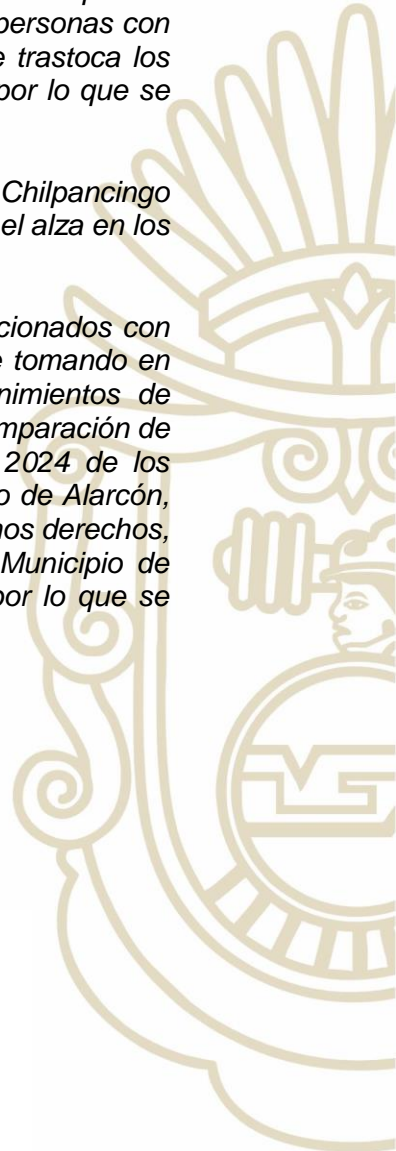 personas con
e trastoca los
por lo que se
Chilpancingo
el alza en los
cionados con
e tomando en
nimientos de
mparación de
2024 de los
o de Alarcón,
nos derechos,
Municipio de
por lo que se